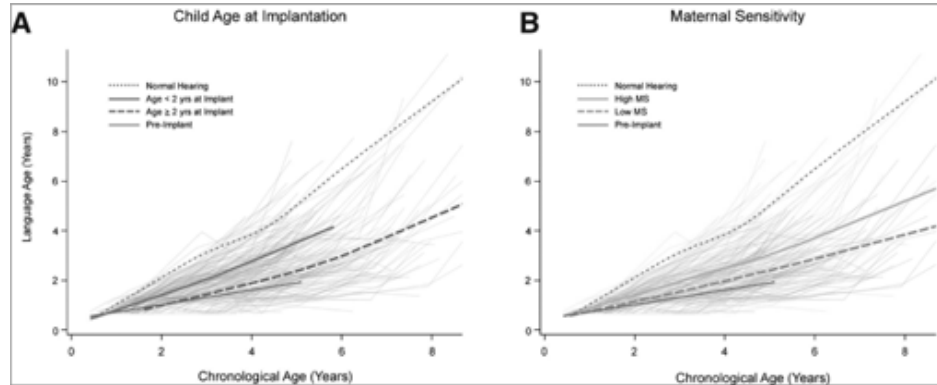 A
Child Age at Implantation
Language Age (Years)
10
8
6
4
2
0
Normal Hearing
Age < 2 yrs at Implant
Age ≥ 2 yrs at Implant
Pre-Implant
0 2 4 6 8
Chronological Age (Years)
B
Maternal Sensitivity
10
8
6
4
2
0
Normal Hearing
High MS
Low MS
Pre-Implant
0 2 4 6 8
Chronological Age (Years)